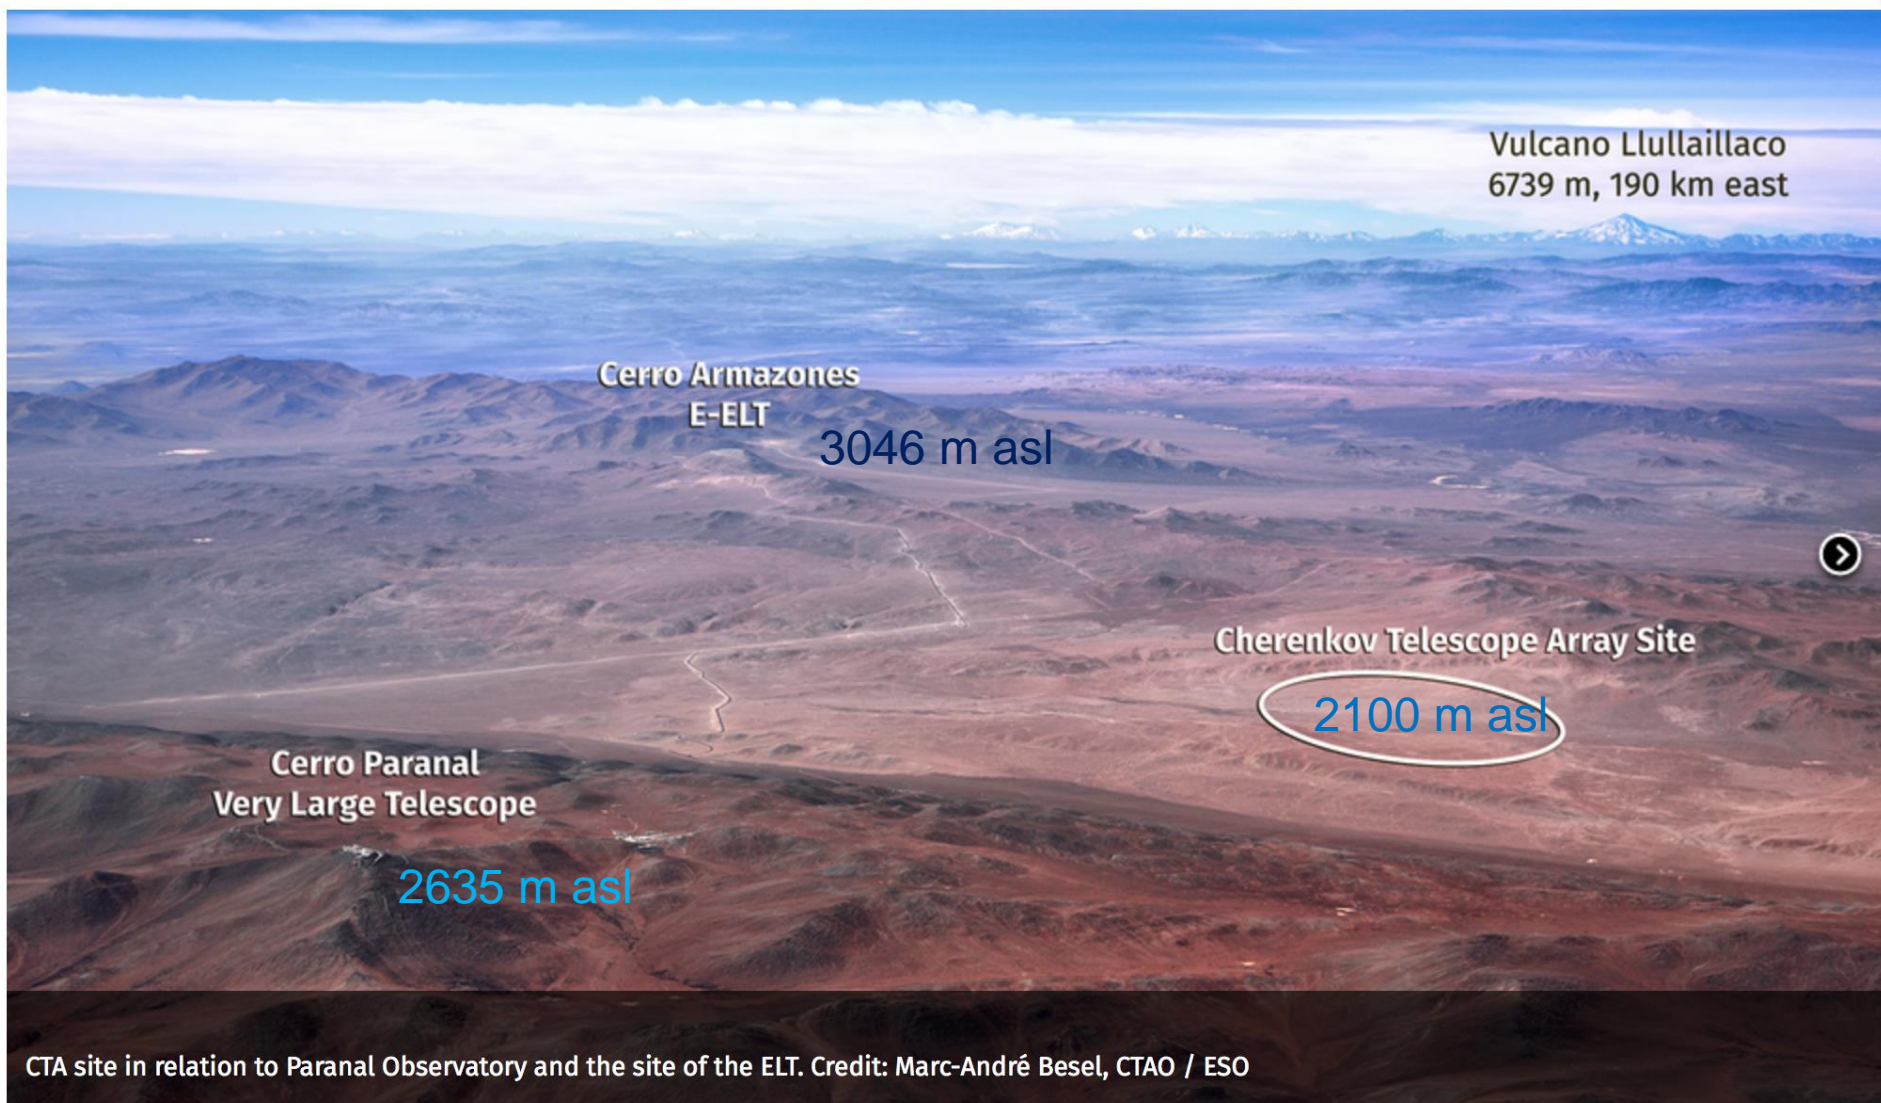 Vulcano Llullaillaco
6739 m, 190 km east
Cerro Armazones
E-ELT
3046 m asl
Cherenkov Telescope Array Site
2100 m asl
Cerro Paranal
Very Large Telescope
2635 m asl
CTA site in relation to Paranal Observatory and the site of the ELT. Credit: Marc-André Besel, CTAO / ESO